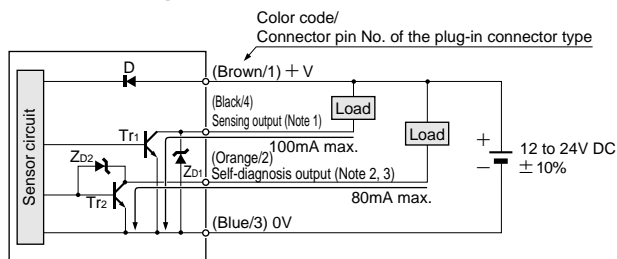 Color code/
Connector pin No. of the plug-in connector type
D
(Brown/1) + V
(Black/4)
Sensing output (Note 1)
Load
Load
Sensor circuit
Tr1
100mA max.
ZD2
ZD1
(Orange/2)
Self-diagnosis output (Note 2, 3)
Tr2
80mA max.
+
−
12 to 24V DC
±10%
(Blue/3) 0V